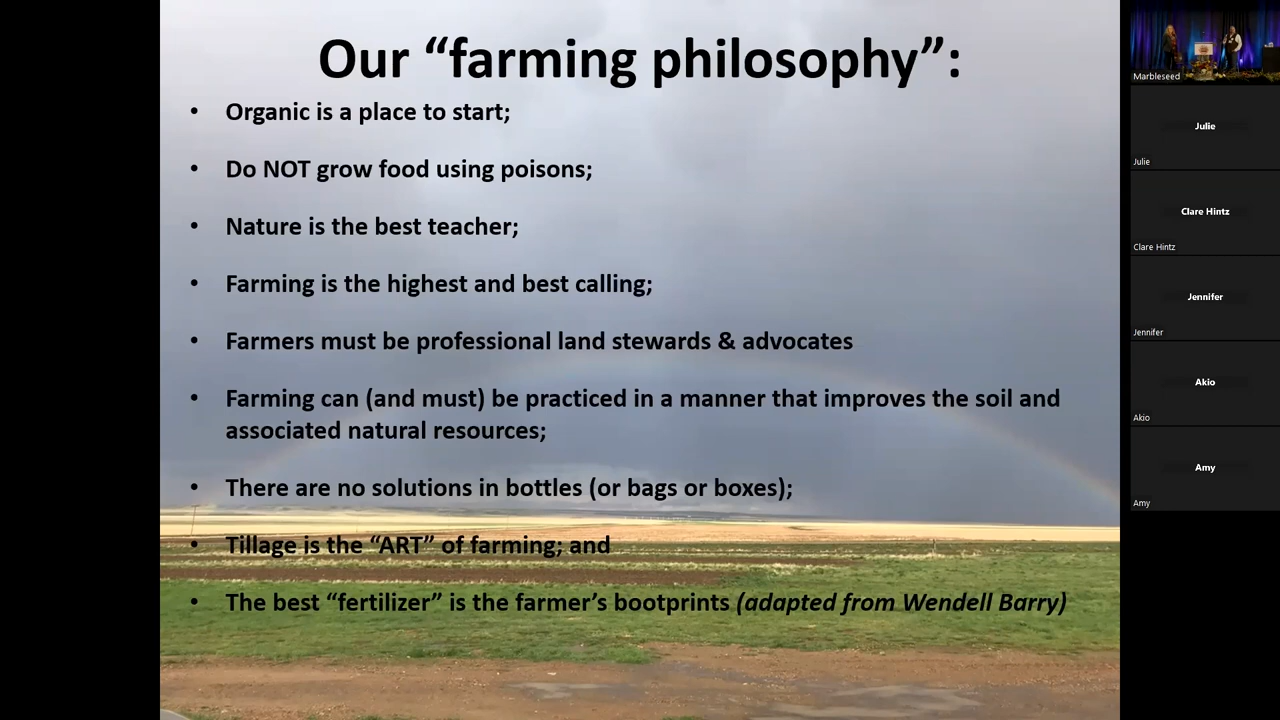 Our “farming philosophy”:
• Organic is a place to start;
• Do NOT grow food using poisons;
• Nature is the best teacher;
• Farming is the highest and best calling;
• Farmers must be professional land stewards & advocates
• Farming can (and must) be practiced in a manner that improves the soil and
associated natural resources;
• There are no solutions in bottles (or bags or boxes);
• Tillage is the “ART” of farming; and
• The best “fertilizer” is the farmer’s bootprints (adapted from Wendell Barry)
Marbleseed
Julie
Julie
Clare Hintz
Clare Hintz
Jennifer
Jennifer
Akio
Akio
Amy
Amy